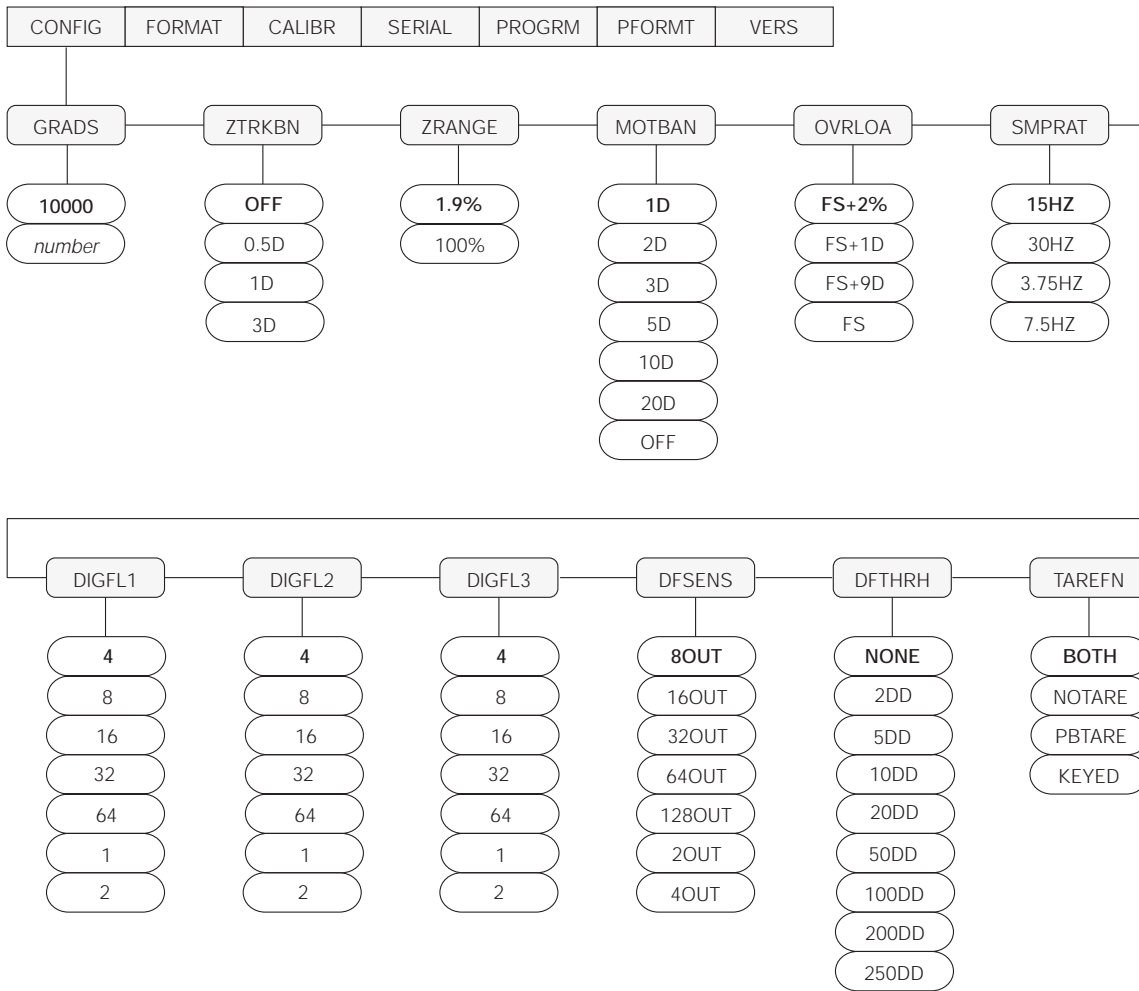 CONFIG FORMAT CALIBR SERIAL PROGRM PFORMT VERS
GRADS ZTRKBN ZRANGE MOTBAN OVRLOA SMPRAT
10000 OFF 1.9% 1D FS+2% 15HZ
number 0.5D 100% 2D FS+1D 30HZ
1D 3D FS+9D 3.75HZ
3D 5D FS 7.5HZ
10D
20D
OFF
DIGFL1 DIGFL2 DIGFL3 DFSENS DFTHRH TAREFN
4 4 4 8OUT NONE BOTH
8 8 8 16OUT 2DD NOTARE
16 16 16 32OUT 5DD PBTARE
32 32 32 64OUT 10DD KEYED
64 64 64 128OUT 20DD
1 1 1 2OUT 50DD
2 2 2 4OUT 100DD
200DD
250DD